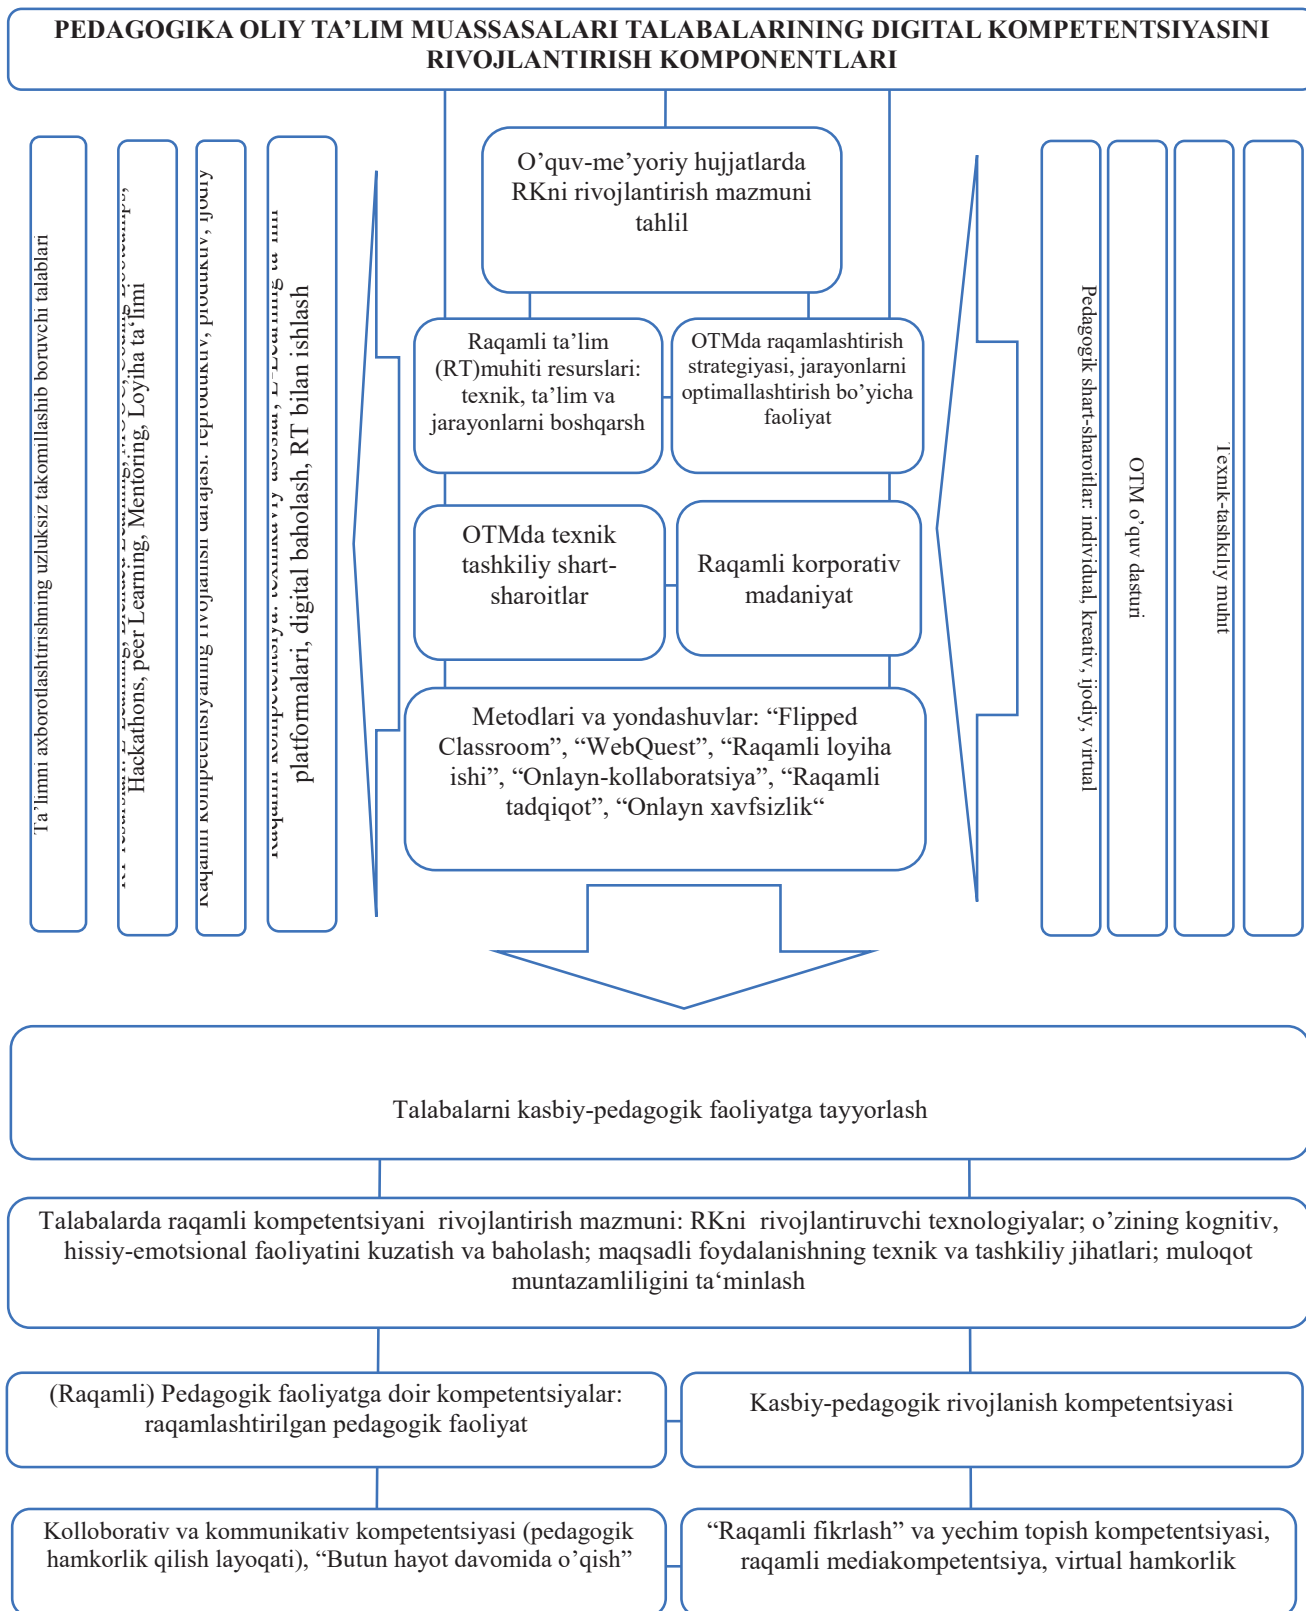 PEDAGOGIKA OLIY TA’LIM MUASSASALARI TALABALARINING DIGITAL KOMPETENTSIYASINI
RIVOJLANTIRISH KOMPONENTLARI
Ta’limni axborotlashtirishning uzluksiz takomillashib boruvchi talablari
Hackathons, peer Learning, Mentoring, Loyiha ta‘limi
Raqamli kompetentsiyaning rivojlanish darajasi: reproduktiv, produktiv, ijodiy
Raqamli kompetentsiya: texnikaviy asoslar, E-Learning ta’lim
platformalari, digital baholash, RT bilan ishlash
O’quv-me’yoriy hujjatlarda
RKni rivojlantirish mazmuni
tahlil
Raqamli ta’lim
(RT)muhiti resurslari:
texnik, ta’lim va
jarayonlarni boshqarsh
OTMda raqamlashtirish
strategiyasi, jarayonlarni
optimallashtirish bo’yicha
faoliyat
OTMda texnik
tashkiliy shart-
sharoitlar
Raqamli korporativ
madaniyat
Metodlari va yondashuvlar: “Flipped
Classroom”, “WebQuest”, “Raqamli loyiha
ishi”, “Onlayn-kollaboratsiya”, “Raqamli
tadqiqot”, “Onlayn xavfsizlik“
Pedagogik shart-sharoitlar: individual, kreativ, ijodiy, virtual
OTM o’quv dasturi
Texnik-tashkiliy muhit
Talabalarni kasbiy-pedagogik faoliyatga tayyorlash
Talabalarda raqamli kompetentsiyani rivojlantirish mazmuni: RKni rivojlantiruvchi texnologiyalar; o’zining kognitiv,
hissiy-emotsional faoliyatini kuzatish va baholash; maqsadli foydalanishning texnik va tashkiliy jihatlari; muloqot
muntazamliligini ta‘minlash
(Raqamli) Pedagogik faoliyatga doir kompetentsiyalar:
raqamlashtirilgan pedagogik faoliyat
Kasbiy-pedagogik rivojlanish kompetentsiyasi
Kolloborativ va kommunikativ kompetentsiyasi (pedagogik
hamkorlik qilish layoqati), “Butun hayot davomida o’qish”
“Raqamli fikrlash” va yechim topish kompetentsiyasi,
raqamli mediakompetentsiya, virtual hamkorlik